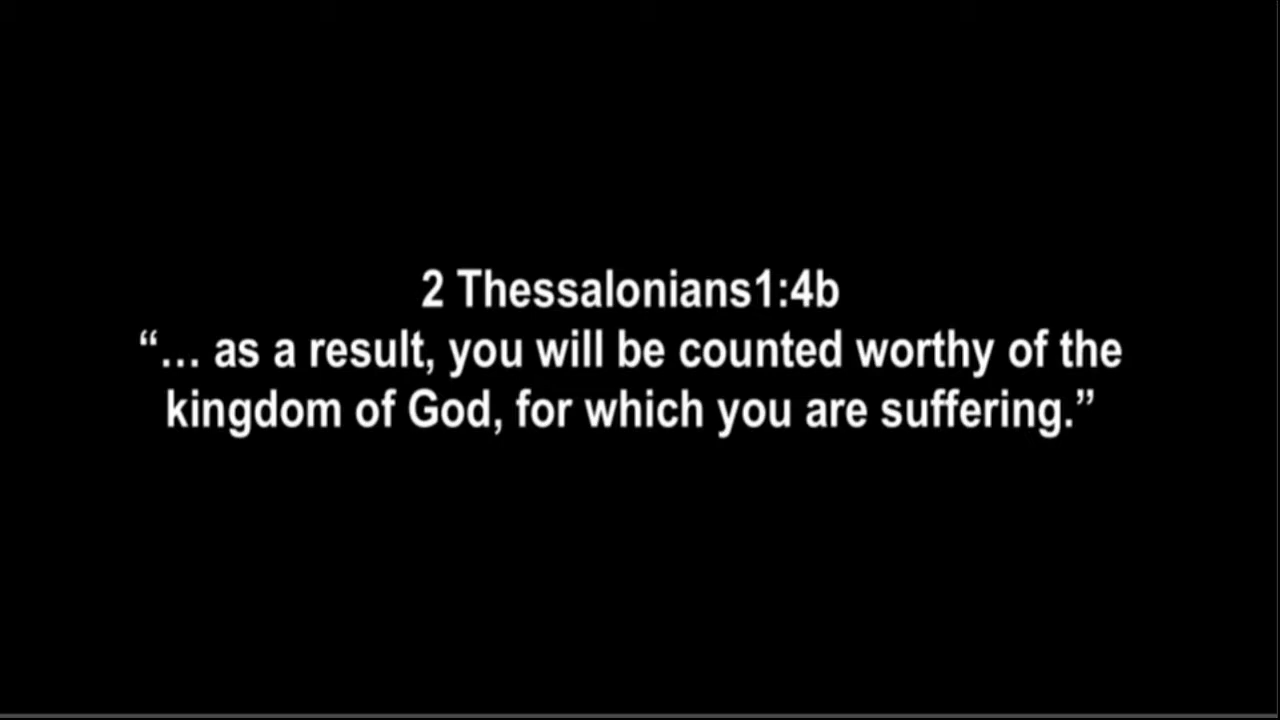 2 Thessalonians1:4b
“... as a result, you will be counted worthy of the
kingdom of God, for which you are suffering.”